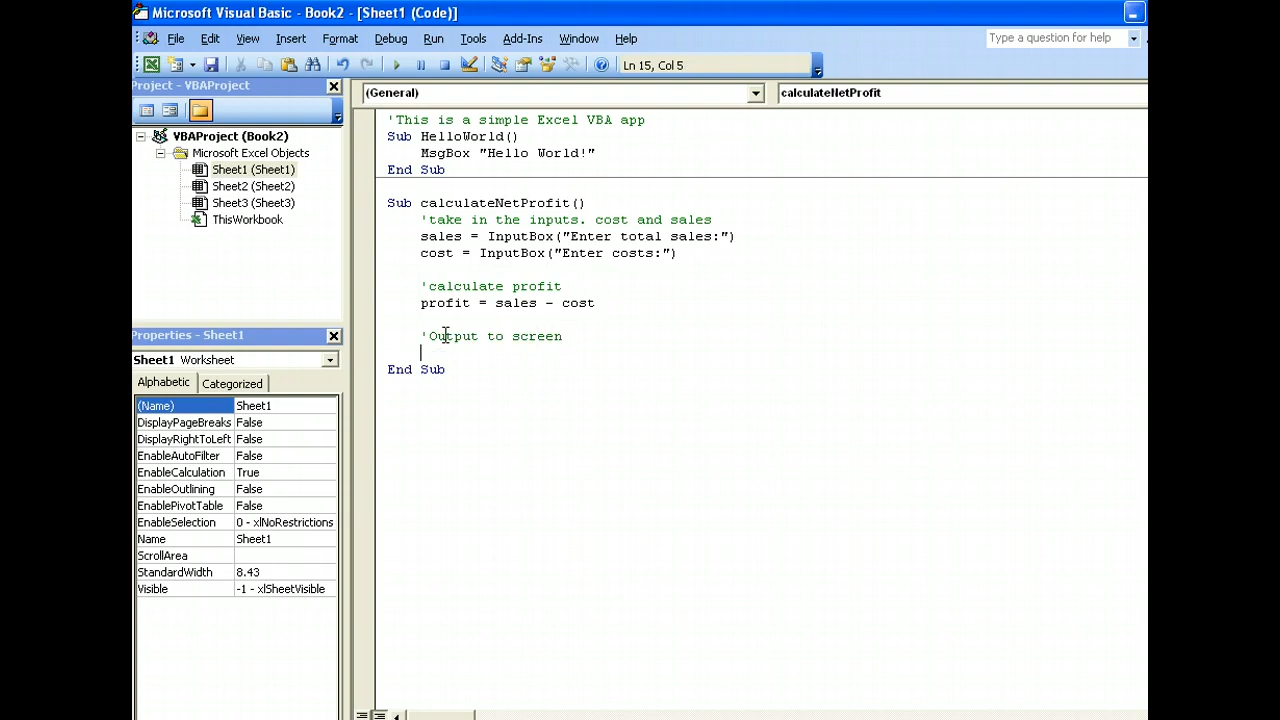 Microsoft Visual Basic - Book2 - [Sheet1 (Code)]
File Edit View Insert Format Debug Run Tools Add-Ins Window Help
Type a question for help
Ln 15, Col 5
Project - VBAProject
(General)
calculateNetProfit
VBAProject (Book2)
Microsoft Excel Objects
Sheet1 (Sheet1)
Sheet2 (Sheet2)
Sheet3 (Sheet3)
ThisWorkbook
'This is a simple Excel VBA app
Sub HelloWorld()
MsgBox "Hello World!"
End Sub
Sub calculateNetProfit()
'take in the inputs. cost and sales
sales = InputBox("Enter total sales:")
cost = InputBox("Enter costs:")
'calculate profit
profit = sales - cost
'Output to screen
End Sub
Properties - Sheet1
Sheet1 Worksheet
Alphabetic Categorized
(Name) Sheet1
DisplayPageBreaks False
DisplayRightToLeft False
EnableAutoFilter False
EnableCalculation True
EnableOutlining False
EnablePivotTable False
EnableSelection 0 - xlNoRestrictions
Name Sheet1
ScrollArea
StandardWidth 8.43
Visible -1 - xlSheetVisible